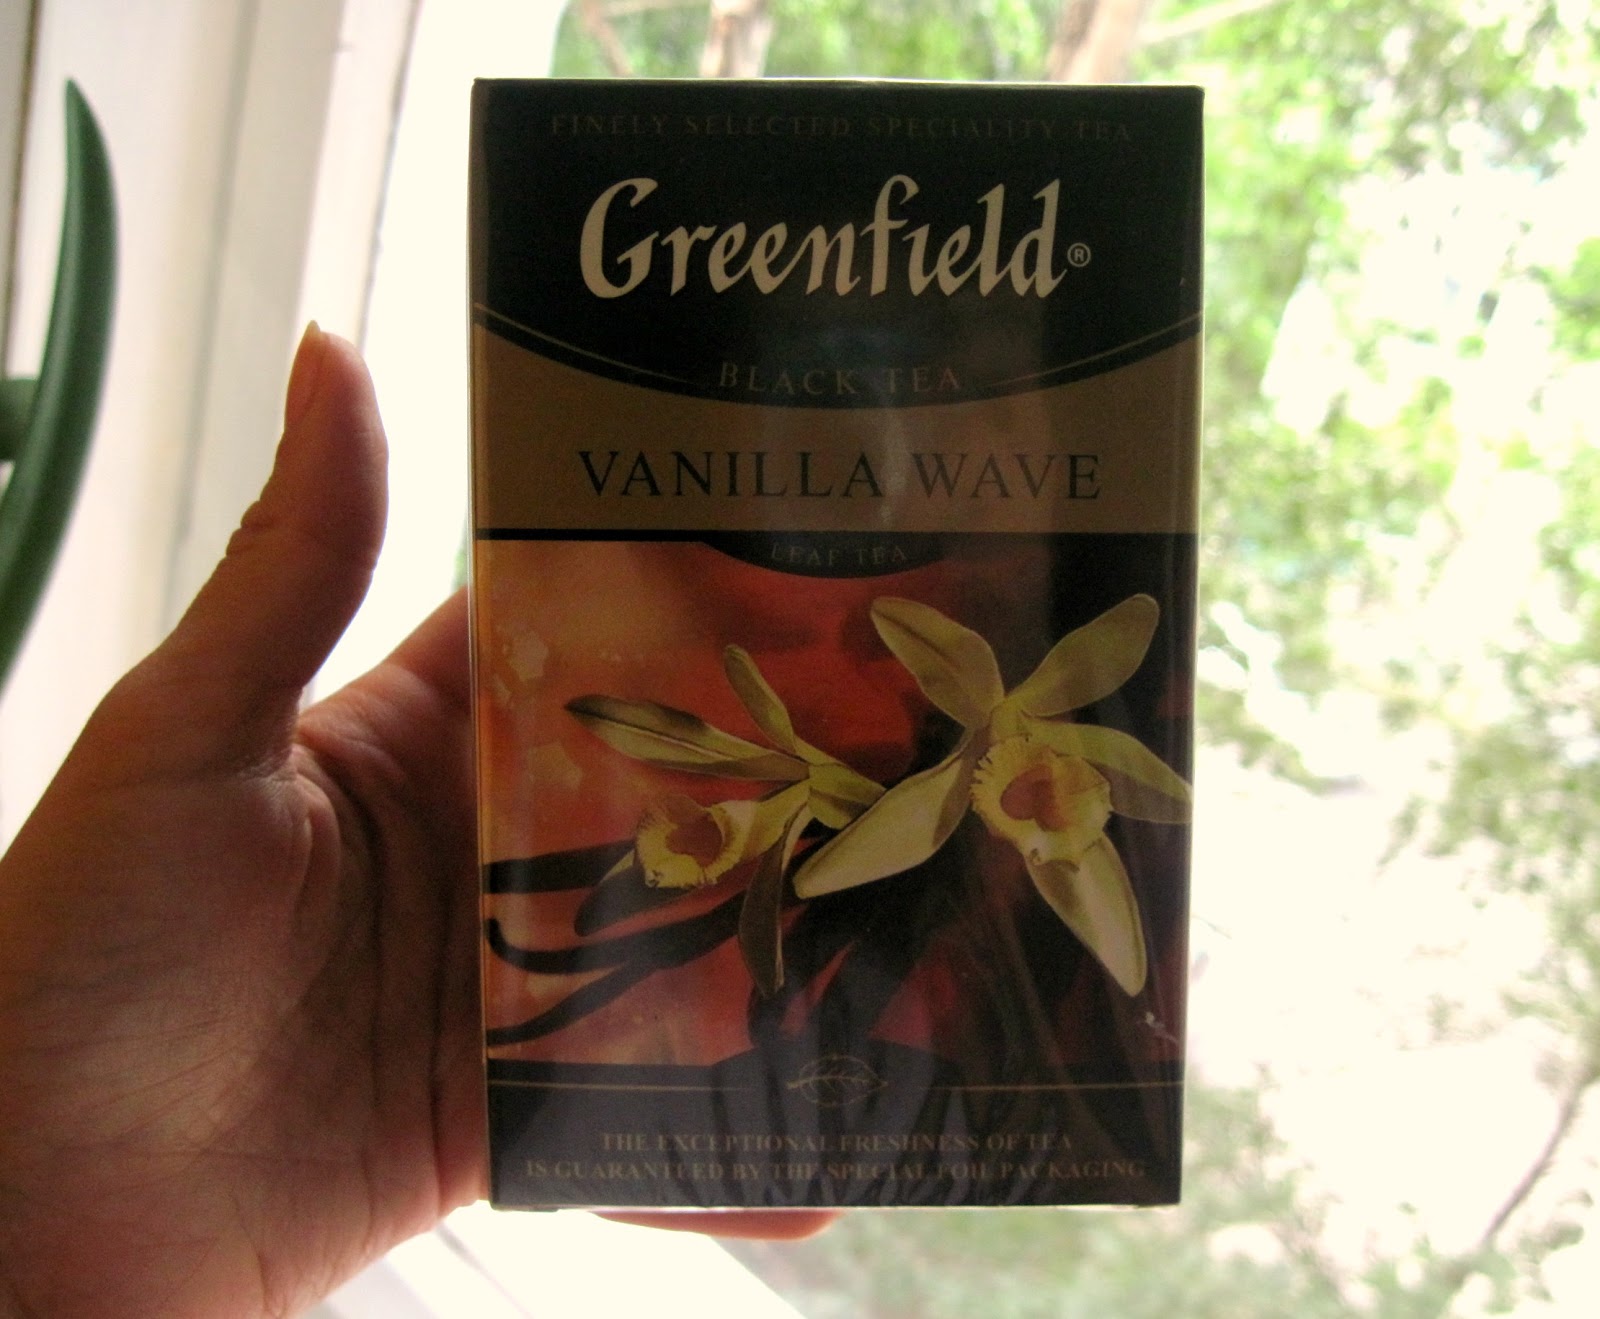 FINELY SELECTED SPECIALITY TEA
Greenfield®
BLACK TEA
VANILLA WAVE
LEAF TEA
THE EXCEPTIONAL FRESHNESS OF TEA
IS GUARANTEED BY THE SPECIAL FOIL PACKAGING